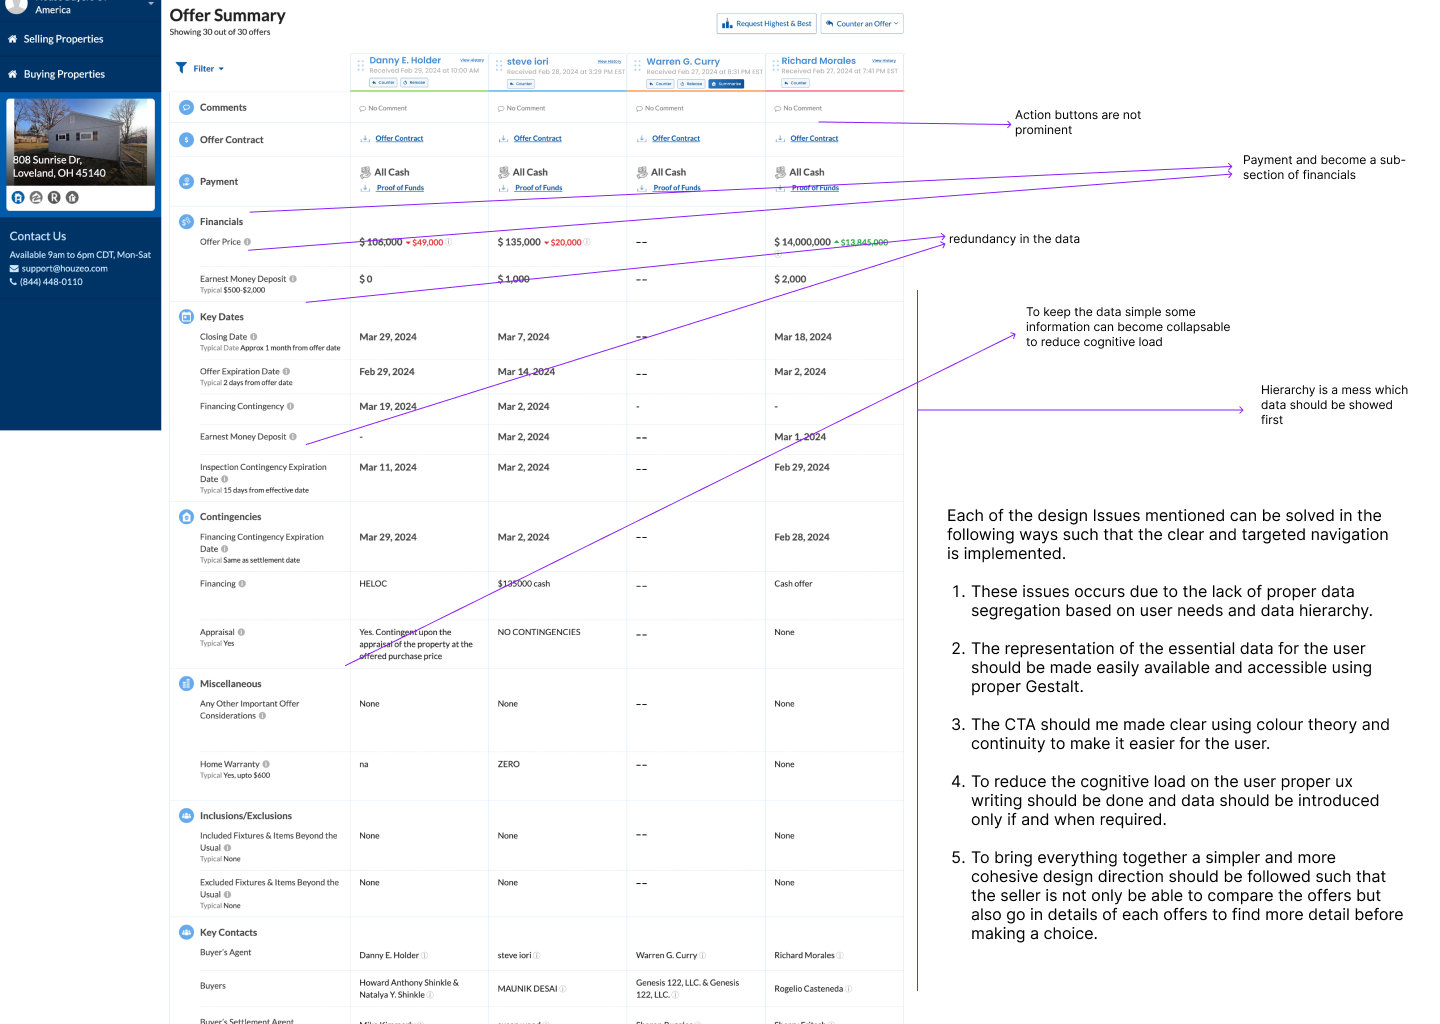 America
Selling Properties
Buying Properties
808 Sunrise Dr,
Loveland, OH 45140
Contact Us
Available 9am to 6pm CDT, Mon-Sat
support@houzeo.com
(844) 448-0110
Offer Summary
Showing 30 out of 30 offers
Request Highest & Best
Counter an Offer
Filter
Danny E. Holder View History
Received Feb 29, 2024 at 10:00 AM
Counter Release
steve iori View History
Received Feb 28, 2024 at 3:29 PM EST
Counter
Warren G. Curry View History
Received Feb 27, 2024 at 8:31 PM EST
Counter Release Summarize
Richard Morales View History
Received Feb 27, 2024 at 7:41 PM EST
Counter
Comments No Comment No Comment No Comment No Comment
Offer Contract Offer Contract Offer Contract Offer Contract Offer Contract
Payment
All Cash All Cash All Cash All Cash
Proof of Funds Proof of Funds Proof of Funds Proof of Funds
Financials
Offer Price $ 106,000 $49,000 $ 135,000 $20,000 -- $ 14,000,000 $13,845,000
Earnest Money Deposit $ 0 $ 1,000 -- $ 2,000
Typical $500-$2,000
Key Dates
Closing Date Mar 29, 2024 Mar 7, 2024 -- Mar 18, 2024
Typical Date Approx 1 month from offer date
Offer Expiration Date Feb 29, 2024 Mar 14, 2024 -- Mar 2, 2024
Typical 2 days from offer date
Financing Contingency Mar 19, 2024 Mar 2, 2024 - -
Earnest Money Deposit - Mar 2, 2024 -- Mar 1, 2024
Inspection Contingency Expiration Mar 11, 2024 Mar 2, 2024 -- Feb 29, 2024
Date
Typical 15 days from effective date
Contingencies
Financing Contingency Expiration Mar 29, 2024 Mar 2, 2024 -- Feb 28, 2024
Date
Typical Same as settlement date
Financing HELOC $135000 cash -- Cash offer
Appraisal Yes. Contingent upon the NO CONTINGENCIES -- None
Typical Yes appraisal of the property at the
offered purchase price
Miscellaneous
Any Other Important Offer None None -- None
Considerations
Home Warranty na ZERO -- None
Typical Yes, upto $600
Inclusions/Exclusions
Included Fixtures & Items Beyond the None None -- None
Usual
Typical None
Excluded Fixtures & Items Beyond the None None -- None
Usual
Typical None
Key Contacts
Buyer's Agent Danny E. Holder steve iori Warren G. Curry Richard Morales
Buyers Howard Anthony Shinkle & MAUNIK DESAI Genesis 122, LLC. & Genesis Rogelio Casteneda
Natalya Y. Shinkle 122, LLC.
Buyer's Settlement Agent
Action buttons are not
prominent
Payment and become a sub-
section of financials
redundancy in the data
To keep the data simple some
information can become collapsable
to reduce cognitive load
Hierarchy is a mess which
data should be showed
first
Each of the design Issues mentioned can be solved in the
following ways such that the clear and targeted navigation
is implemented.
1. These issues occurs due to the lack of proper data
segregation based on user needs and data hierarchy.
2. The representation of the essential data for the user
should be made easily available and accessible using
proper Gestalt.
3. The CTA should me made clear using colour theory and
continuity to make it easier for the user.
4. To reduce the cognitive load on the user proper ux
writing should be done and data should be introduced
only if and when required.
5. To bring everything together a simpler and more
cohesive design direction should be followed such that
the seller is not only be able to compare the offers but
also go in details of each offers to find more detail before
making a choice.